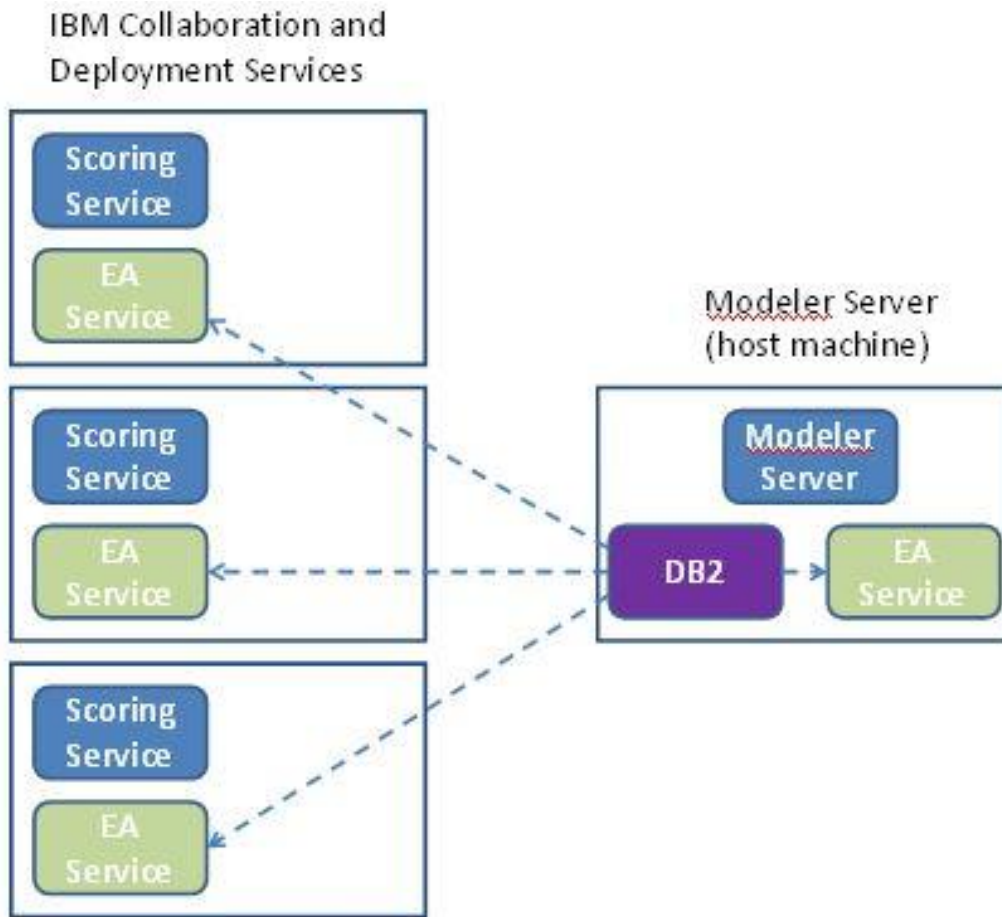 IBM Collaboration and
Deployment Services
Scoring
Service
EA
Service
Scoring
Service
EA
Service
Scoring
Service
EA
Service
Modeler Server
(host machine)
Modeler
Server
DB2
EA
Service